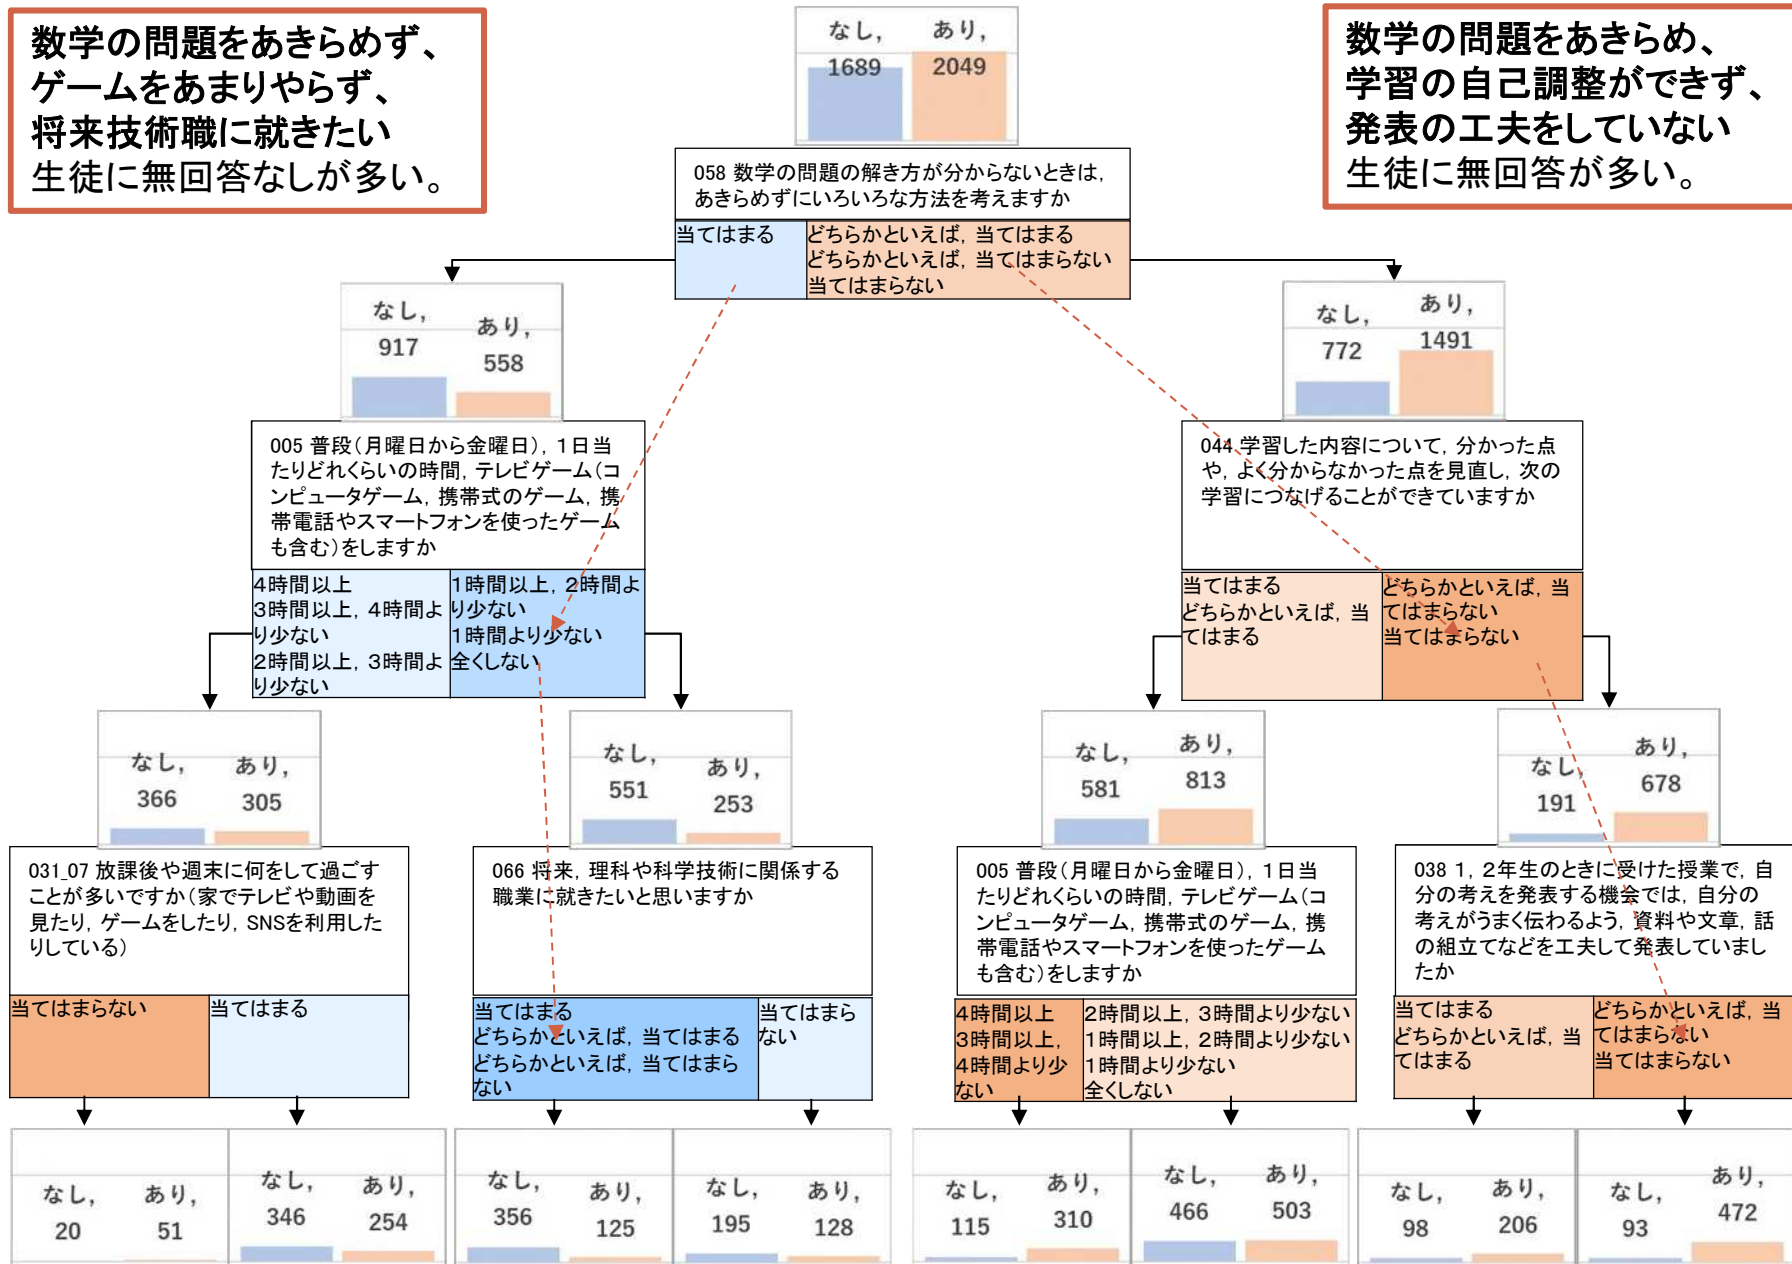 数学の問題をあきらめず、
ゲームをあまりやらず、
将来技術職に就きたい
生徒に無回答なしが多い。
なし,
1689
あり,
2049
数学の問題をあきらめ、
学習の自己調整ができず、
発表の工夫をしていない
生徒に無回答が多い。
058 数学の問題の解き方が分からないときは,
あきらめずにいろいろな方法を考えますか
当てはまる
どちらかといえば, 当てはまる
どちらかといえば, 当てはまらない
当てはまらない
なし,
917
あり,
558
なし,
772
あり,
1491
005 普段(月曜日から金曜日), 1日当
たりどれくらいの時間, テレビゲーム(コ
ンピュータゲーム, 携帯式のゲーム, 携
帯電話やスマートフォンを使ったゲーム
も含む)をしますか
4時間以上
3時間以上, 4時間よ
り少ない
2時間以上, 3時間よ
り少ない
1時間以上, 2時間よ
り少ない
1時間より少ない
全くしない
044 学習した内容について, 分かった点
や, よく分からなかった点を見直し, 次の
学習につなげることができていますか
当てはまる
どちらかといえば, 当
てはまる
どちらかといえば, 当
てはまらない
当てはまらない
なし,
366
あり,
305
なし,
551
あり,
253
なし,
581
あり,
813
なし,
191
あり,
678
031_07 放課後や週末に何をして過ごす
ことが多いですか(家でテレビや動画を
見たり, ゲームをしたり, SNSを利用した
りしている)
当てはまらない
当てはまる
066 将来, 理科や科学技術に関係する
職業に就きたいと思いますか
当てはまる
どちらかといえば, 当てはまる
どちらかといえば, 当てはまら
ない
当てはまら
ない
005 普段(月曜日から金曜日), 1日当
たりどれくらいの時間, テレビゲーム(コ
ンピュータゲーム, 携帯式のゲーム, 携
帯電話やスマートフォンを使ったゲーム
も含む)をしますか
4時間以上
3時間以上,
4時間より少
ない
2時間以上, 3時間より少ない
1時間以上, 2時間より少ない
1時間より少ない
全くしない
038 1, 2年生のときに受けた授業で, 自
分の考えを発表する機会では, 自分の
考えがうまく伝わるよう, 資料や文章, 話
の組立てなどを工夫して発表していまし
たか
当てはまる
どちらかといえば, 当
てはまる
どちらかといえば, 当
てはまらない
当てはまらない
なし,
20
あり,
51
なし,
346
あり,
254
なし,
356
あり,
125
なし,
195
あり,
128
なし,
115
あり,
310
なし,
466
あり,
503
なし,
98
あり,
206
なし,
93
あり,
472